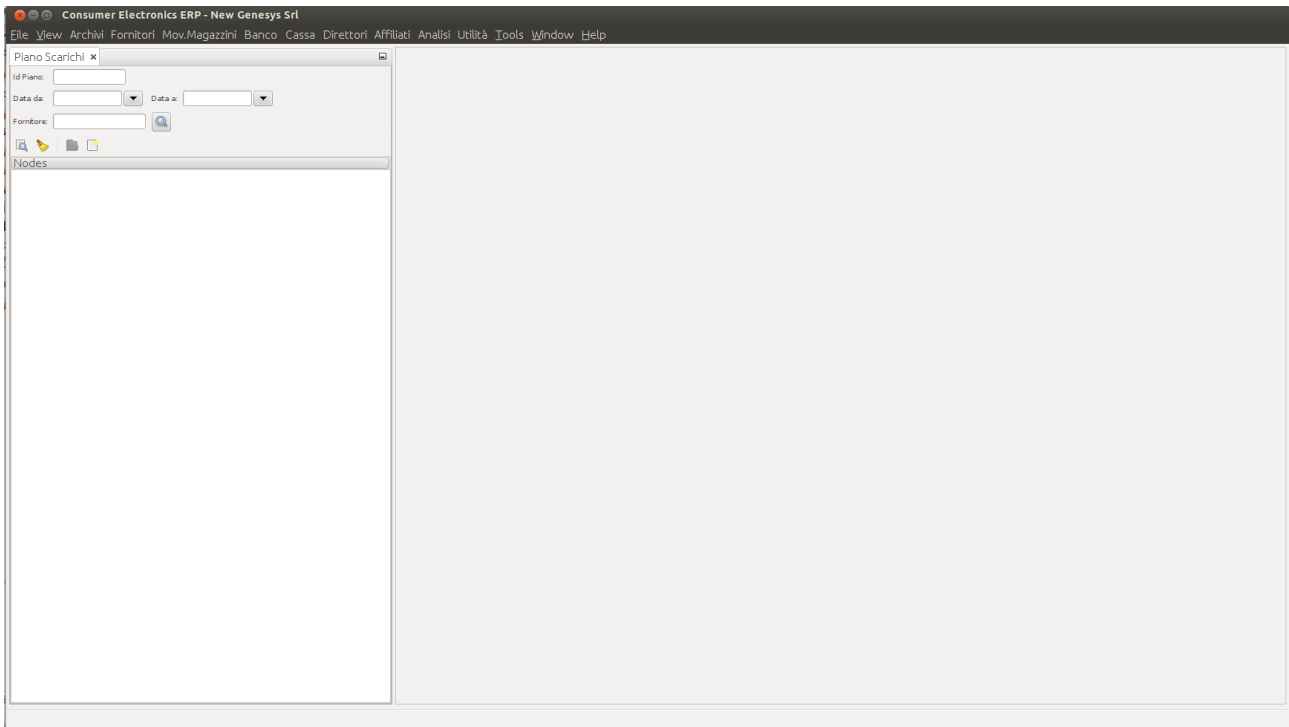 Consumer Electronics ERP - New Genesys Srl
File View Archivi Fornitori Mov.Magazzini Banco Cassa Direttori Affiliati Analisi Utilità Tools Window Help
Piano Scarichi
Id Piano:
Data da: Data a:
Fornitore:
Nodes